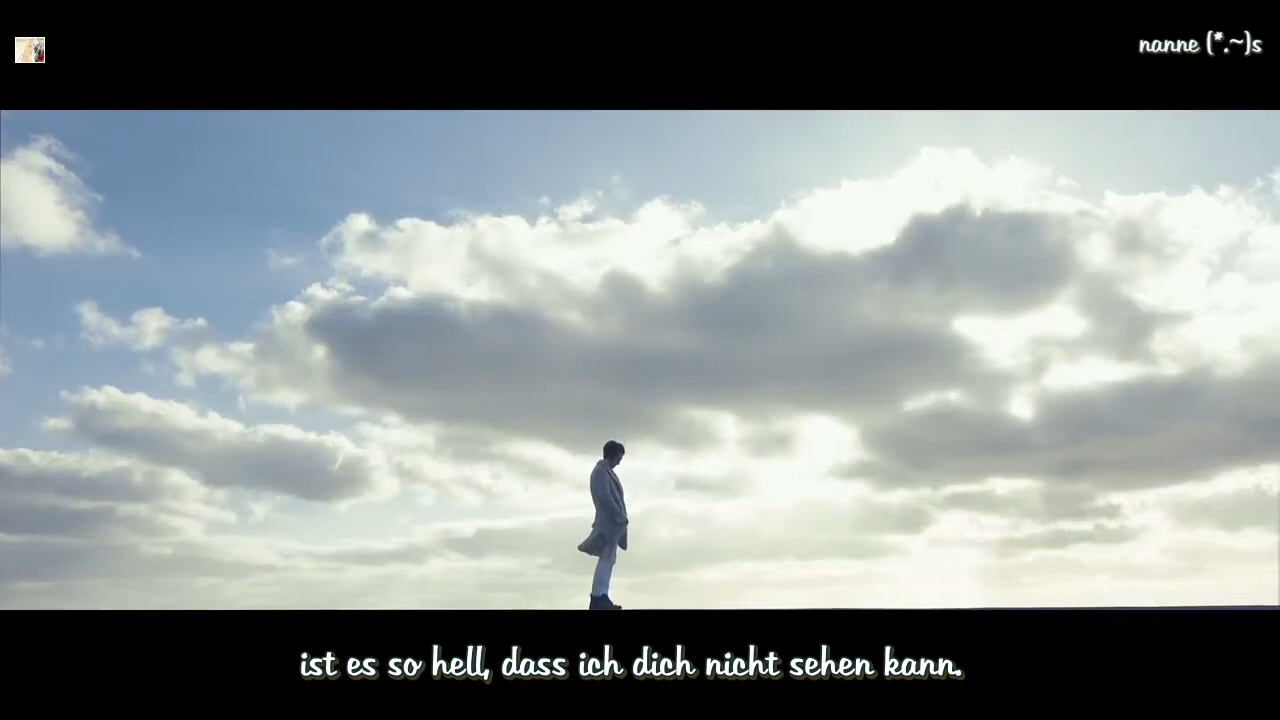 nanne (*.~)s
ist es so hell, dass ich dich nicht sehen kann.